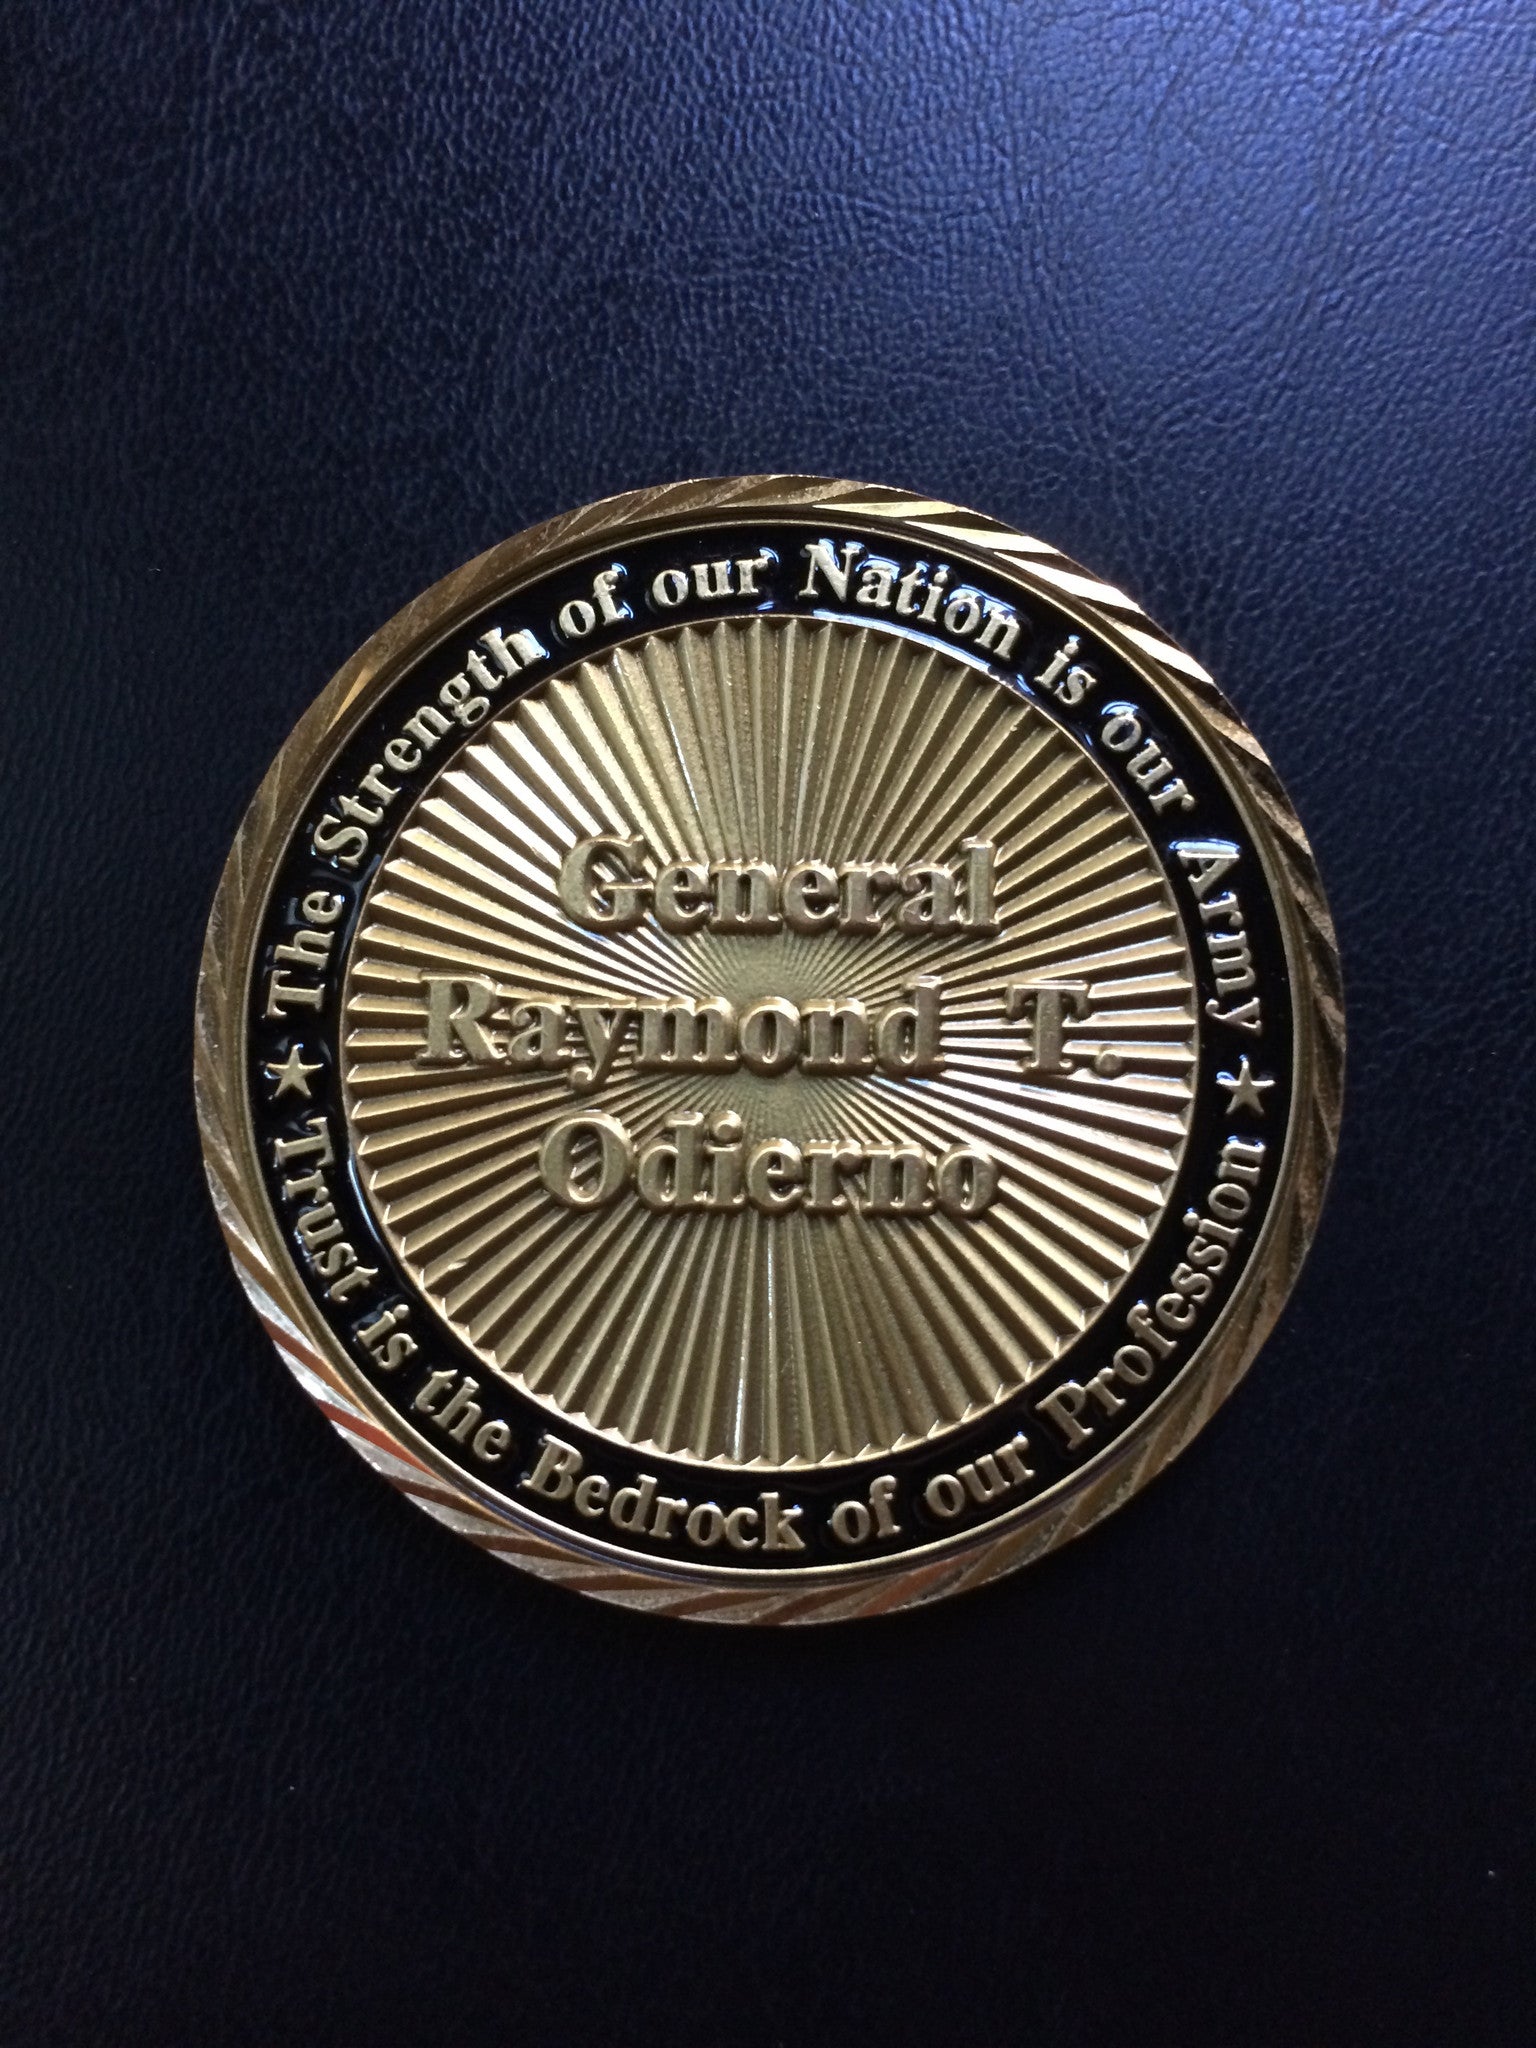 The Strength of our Nation is our Army
General
Raymond T.
Odierno
Trust is the Bedrock of our Profession